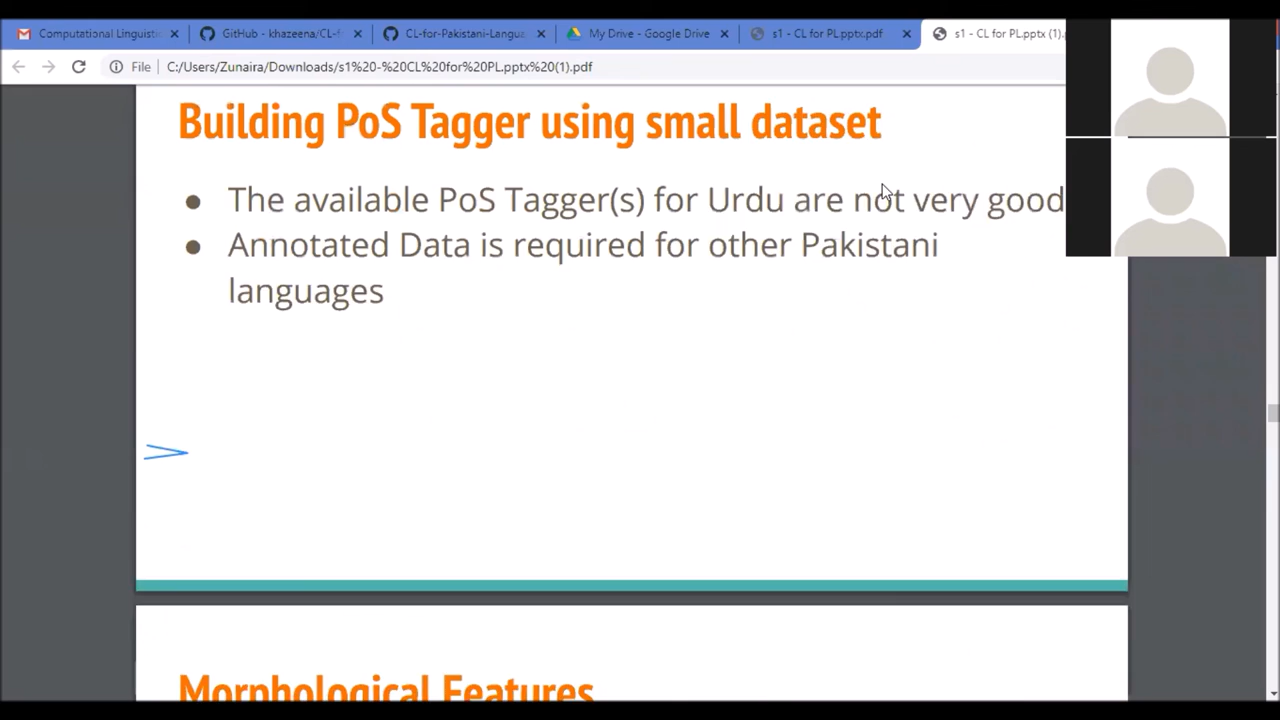 Computational Linguistic
GitHub - khazeena/CL-f
CL-for-Pakistani-Langu
My Drive - Google Drive
s1 - CL for PL.pptx.pdf
s1 - CL for PL.pptx (1).p
File
C:/Users/Zunaira/Downloads/s1%20-%20CL%20for%20PL.pptx%20(1).pdf
Building PoS Tagger using small dataset
● The available PoS Tagger(s) for Urdu are not very good
● Annotated Data is required for other Pakistani
languages
Morphological Features